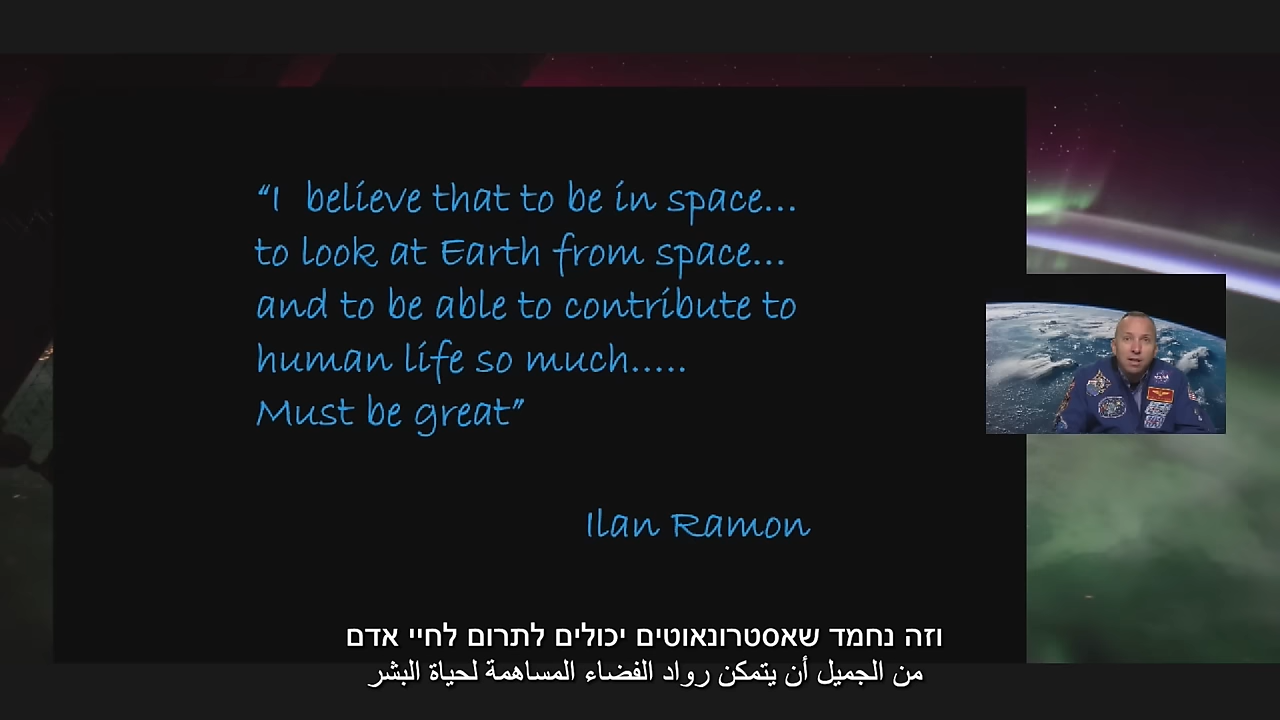 “I believe that to be in space...
to look at Earth from space...
and to be able to contribute to
human life so much.....
Must be great”
Ilan Ramon
וזה נחמד שאסטרונאוטים יכולים לתרום לחיי אדם
من الجميل أن يتمكن رواد الفضاء المساهمة لحياة البشر